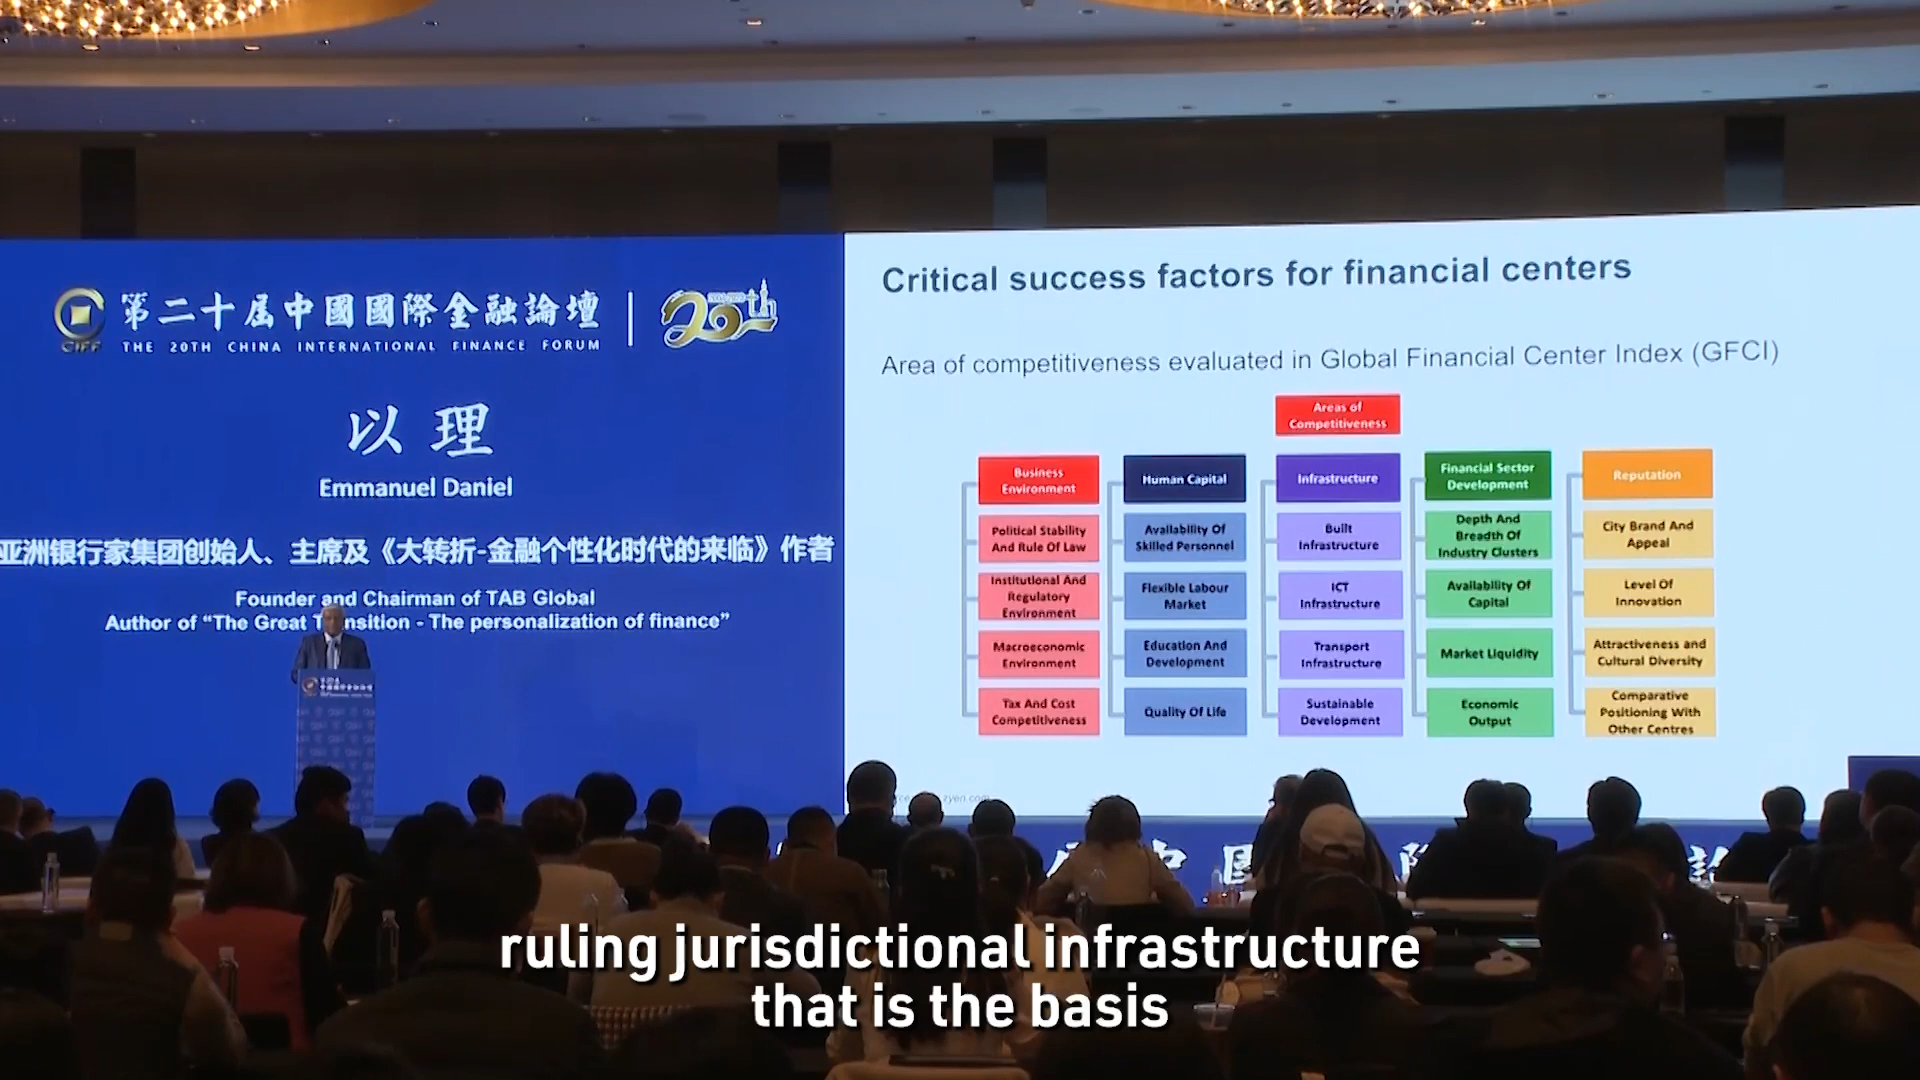 第二十届中國國際金融論壇
THE 20TH CHINA INTERNATIONAL FINANCE FORUM
CIFF
20th
以理
Emmanuel Daniel
亚洲银行家集团创始人、主席及《大转折-金融个性化时代的来临》作者
Founder and Chairman of TAB Global
Author of “The Great Transition - The personalization of finance”
Critical success factors for financial centers
Area of competitiveness evaluated in Global Financial Center Index (GFCI)
Areas of
Competitiveness
Business
Environment
Political Stability
And Rule Of Law
Institutional And
Regulatory
Environment
Macroeconomic
Environment
Tax And Cost
Competitiveness
Human Capital
Availability Of
Skilled Personnel
Flexible Labour
Market
Education And
Development
Quality Of Life
Infrastructure
Built
Infrastructure
ICT
Infrastructure
Transport
Infrastructure
Sustainable
Development
Financial Sector
Development
Depth And
Breadth Of
Industry Clusters
Availability Of
Capital
Market Liquidity
Economic
Output
Reputation
City Brand And
Appeal
Level Of
Innovation
Attractiveness and
Cultural Diversity
Comparative
Positioning With
Other Centres
zyen.com
ruling jurisdictional infrastructure
that is the basis